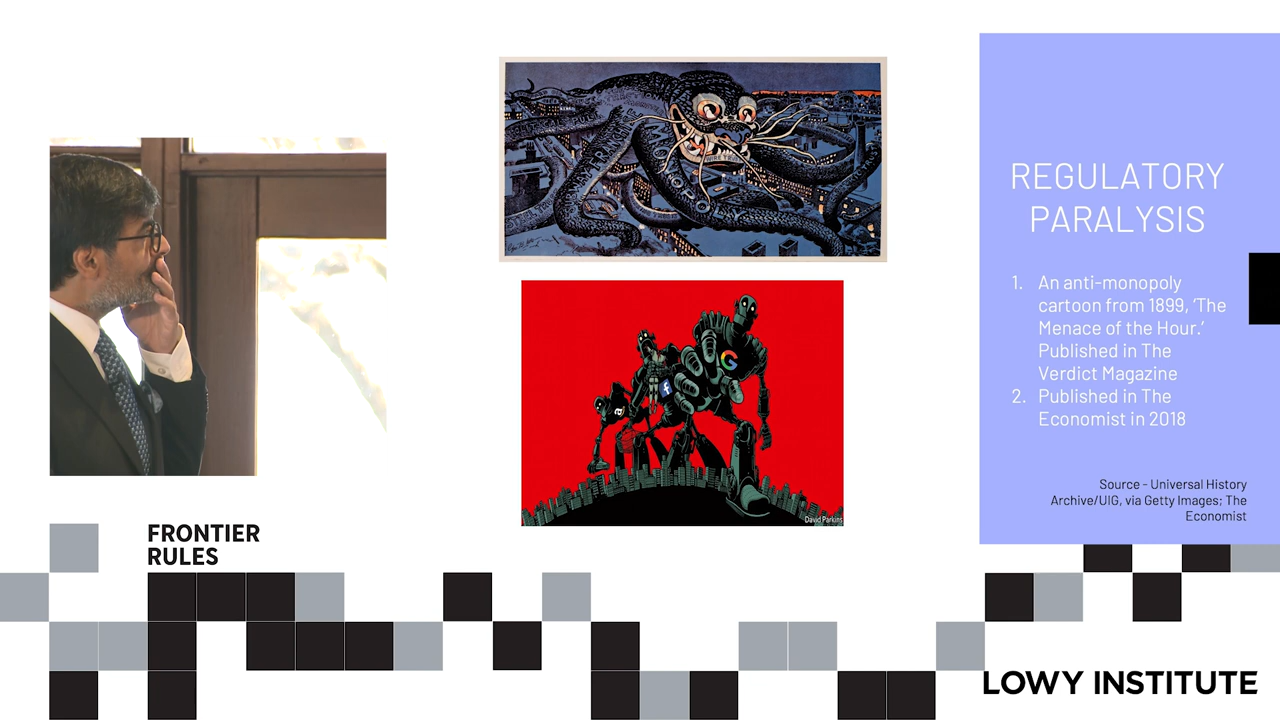 REGULATORY
PARALYSIS
1. An anti-monopoly
cartoon from 1899, ‘The
Menace of the Hour.’
Published in The
Verdict Magazine
2. Published in The
Economist in 2018
Source - Universal History
Archive/UIG, via Getty Images; The
Economist
MONOPOLY
G
f
a
David Parkins
FRONTIER
RULES
LOWY INSTITUTE